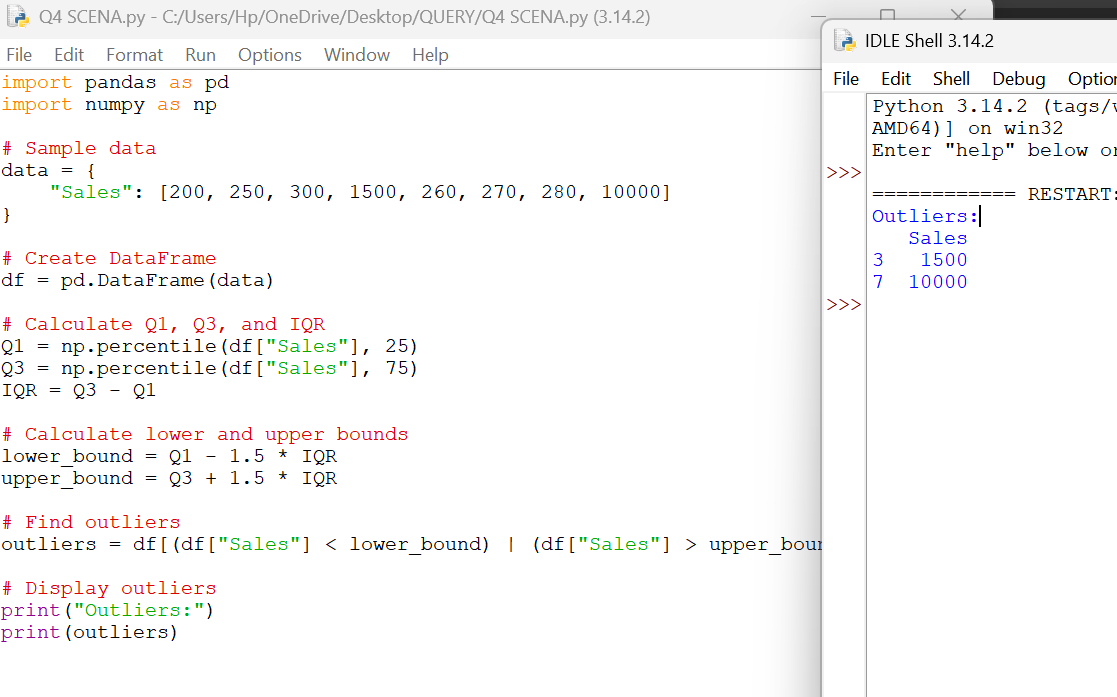 Q4 SCENA.py - C:/Users/Hp/OneDrive/Desktop/QUERY/Q4 SCENA.py (3.14.2)
File Edit Format Run Options Window Help
import pandas as pd
import numpy as np
# Sample data
data = {
    "Sales": [200, 250, 300, 1500, 260, 270, 280, 10000]
}
# Create DataFrame
df = pd.DataFrame(data)
# Calculate Q1, Q3, and IQR
Q1 = np.percentile(df["Sales"], 25)
Q3 = np.percentile(df["Sales"], 75)
IQR = Q3 - Q1
# Calculate lower and upper bounds
lower_bound = Q1 - 1.5 * IQR
upper_bound = Q3 + 1.5 * IQR
# Find outliers
outliers = df[(df["Sales"] < lower_bound) | (df["Sales"] > upper_bour
# Display outliers
print("Outliers:")
print(outliers)
IDLE Shell 3.14.2
File Edit Shell Debug Option
Python 3.14.2 (tags/v
AMD64)] on win32
Enter "help" below or
>>>
============ RESTART:
Outliers:
   Sales
3   1500
7  10000
>>>